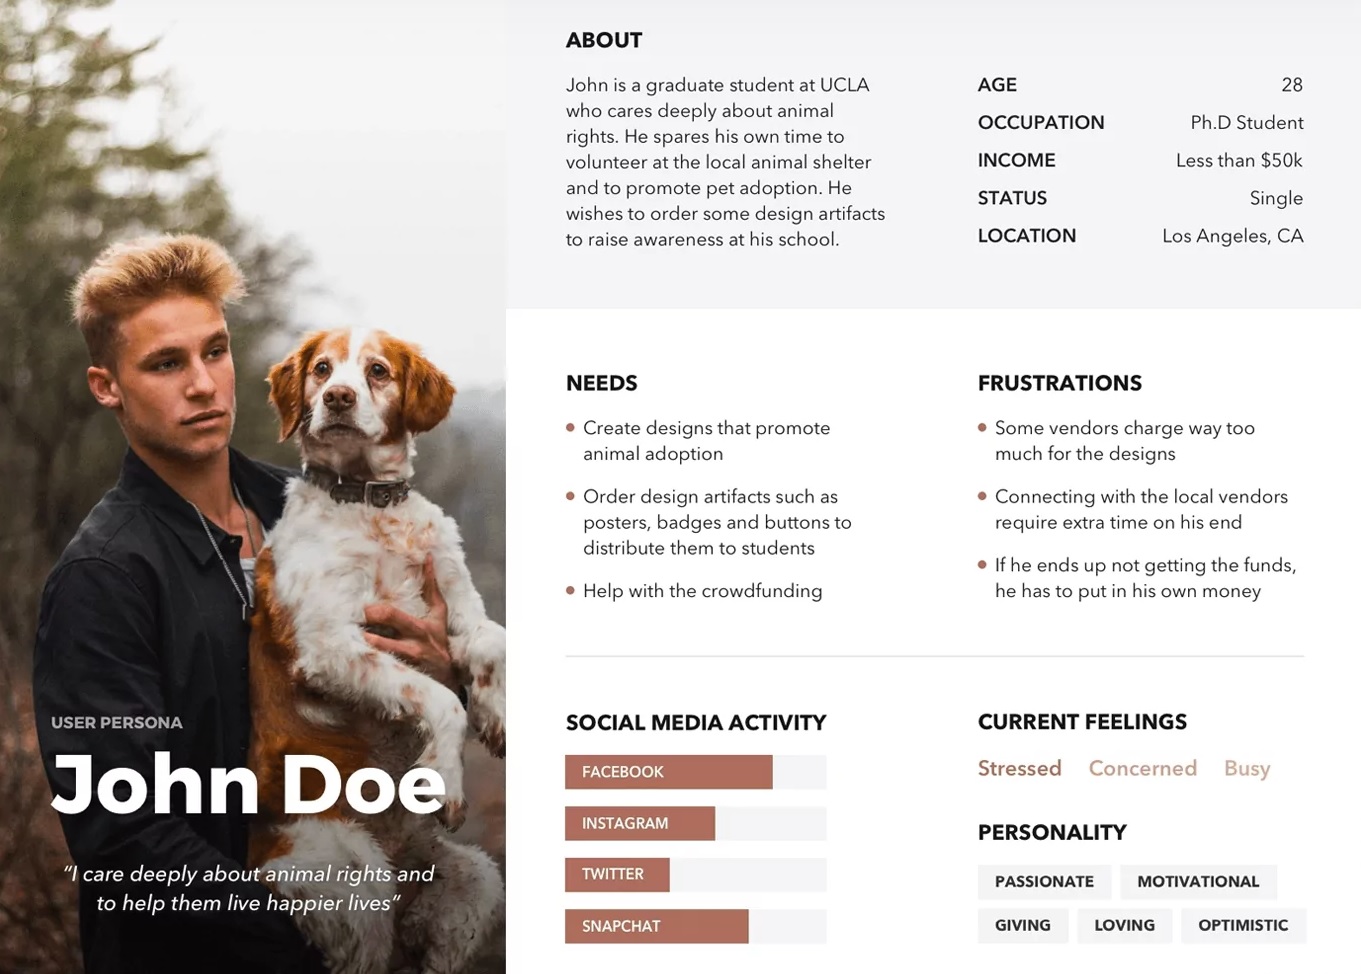 ABOUT
John is a graduate student at UCLA
who cares deeply about animal
rights. He spares his own time to
volunteer at the local animal shelter
and to promote pet adoption. He
wishes to order some design artifacts
to raise awareness at his school.
AGE 28
OCCUPATION Ph.D Student
INCOME Less than $50k
STATUS Single
LOCATION Los Angeles, CA
NEEDS
Create designs that promote
animal adoption
Order design artifacts such as
posters, badges and buttons to
distribute them to students
Help with the crowdfunding
FRUSTRATIONS
Some vendors charge way too
much for the designs
Connecting with the local vendors
require extra time on his end
If he ends up not getting the funds,
he has to put in his own money
USER PERSONA
John Doe
“I care deeply about animal rights and
to help them live happier lives”
SOCIAL MEDIA ACTIVITY
FACEBOOK
INSTAGRAM
TWITTER
SNAPCHAT
CURRENT FEELINGS
Stressed Concerned Busy
PERSONALITY
PASSIONATE MOTIVATIONAL
GIVING LOVING OPTIMISTIC